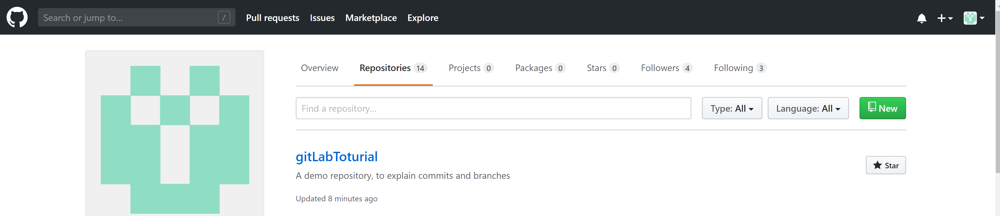 Search or jump to... /
Pull requests Issues Marketplace Explore
Overview Repositories 14 Projects 0 Packages 0 Stars 0 Followers 4 Following 3
Find a repository... Type: All Language: All New
gitLabToturial
Star
A demo repository, to explain commits and branches
Updated 8 minutes ago